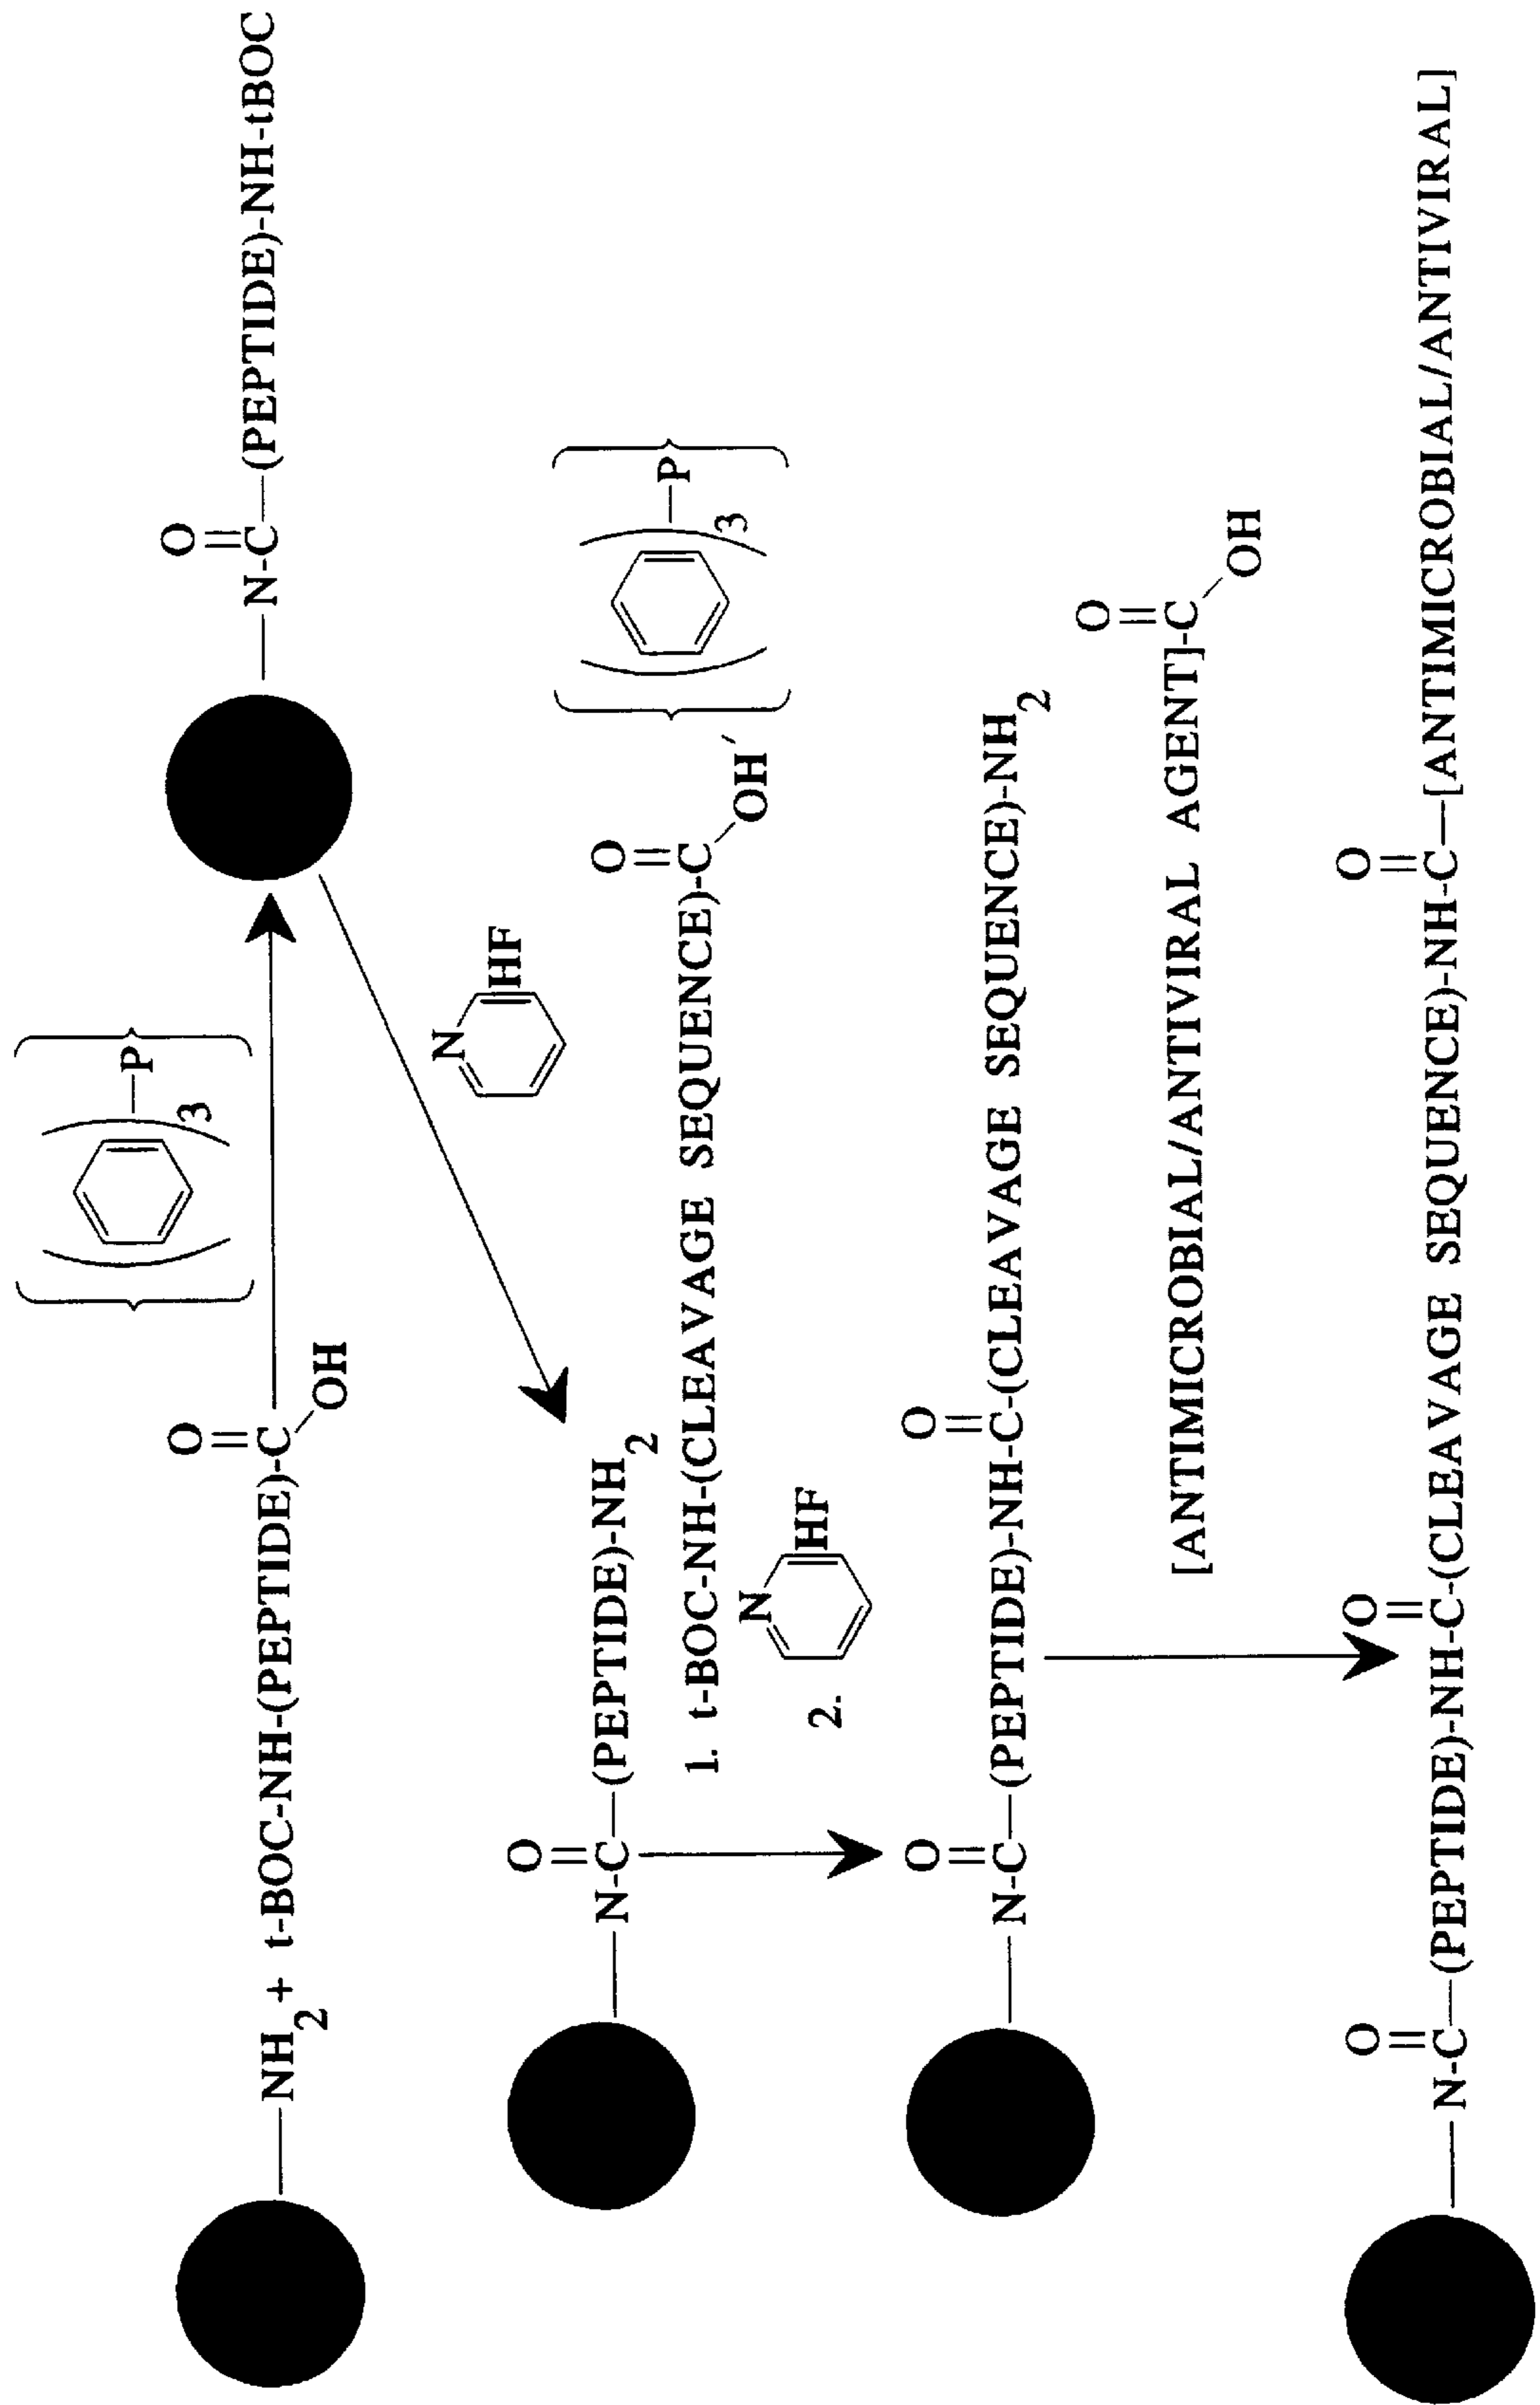 NH2 + t-BOC-NH-(PEPTIDE)-C
O
OH
( )3 -P
N-C-(PEPTIDE)-NH-tBOC
O
N
HF
N-C-(PEPTIDE)-NH2
O
1. t-BOC-NH-(CLEAVAGE SEQUENCE)-C
O
OH'
( )3 -P
2.
N
HF
N-C-(PEPTIDE)-NH-C-(CLEAVAGE SEQUENCE)-NH2
O
O
[ANTIMICROBIAL/ANTIVIRAL AGENT]-C
O
OH
N-C-(PEPTIDE)-NH-C-(CLEAVAGE SEQUENCE)-NH-C-[ANTIMICROBIAL/ANTIVIRAL]
O
O
O